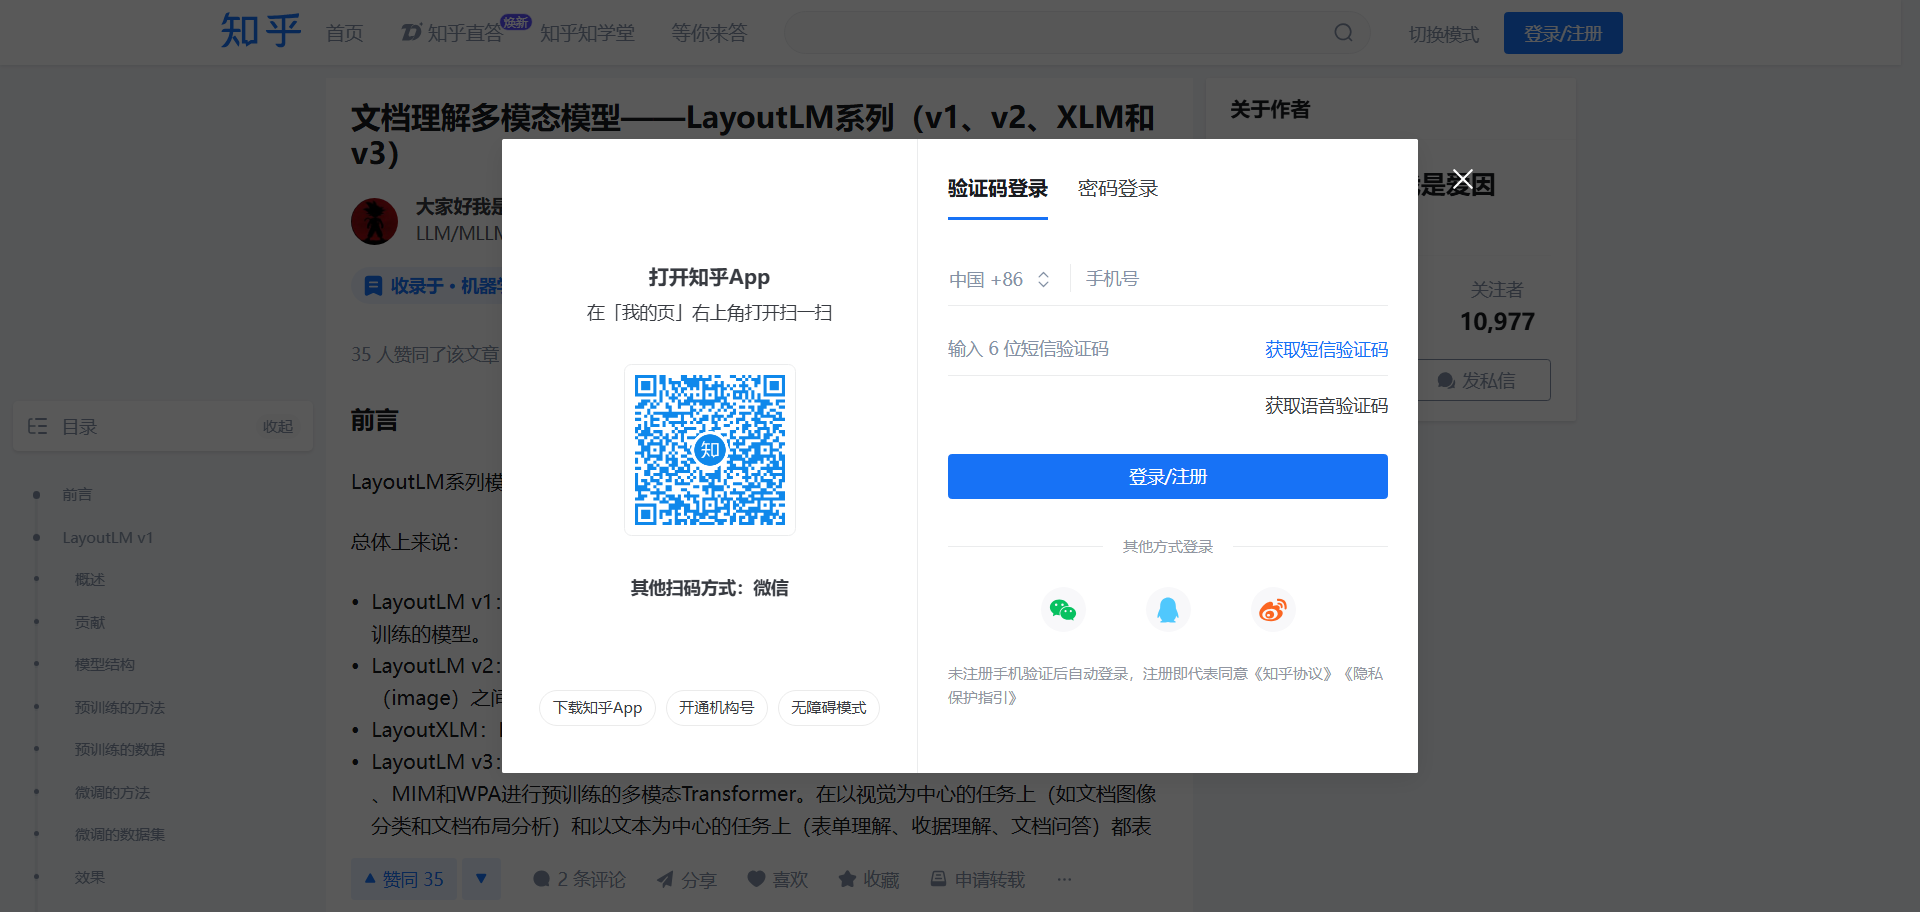 知乎
首页
知乎直答
焕新
知乎知学堂
等你来答
切换模式
登录/注册
文档理解多模态模型——LayoutLM系列（v1、v2、XLM和
v3）
大家好我是
LLM/MLLM
收录于 · 机器学
35 人赞同了该文章
前言
LayoutLM系列模
总体上来说：
• LayoutLM v1：
训练的模型。
• LayoutLM v2：
（image）之间
• LayoutXLM：
• LayoutLM v3：
、MIM和WPA进行预训练的多模态Transformer。在以视觉为中心的任务上（如文档图像
分类和文档布局分析）和以文本为中心的任务上（表单理解、收据理解、文档问答）都表
赞同 35
2 条评论
分享
喜欢
收藏
申请转载
目录
收起
前言
LayoutLM v1
概述
贡献
模型结构
预训练的方法
预训练的数据
微调的方法
微调的数据集
效果
关于作者
是爱因
关注者
10,977
发私信
打开知乎App
在「我的页」右上角打开扫一扫
知
其他扫码方式：微信
下载知乎App
开通机构号
无障碍模式
验证码登录
密码登录
中国 +86
手机号
输入 6 位短信验证码
获取短信验证码
获取语音验证码
登录/注册
其他方式登录
未注册手机验证后自动登录，注册即代表同意《知乎协议》《隐私
保护指引》